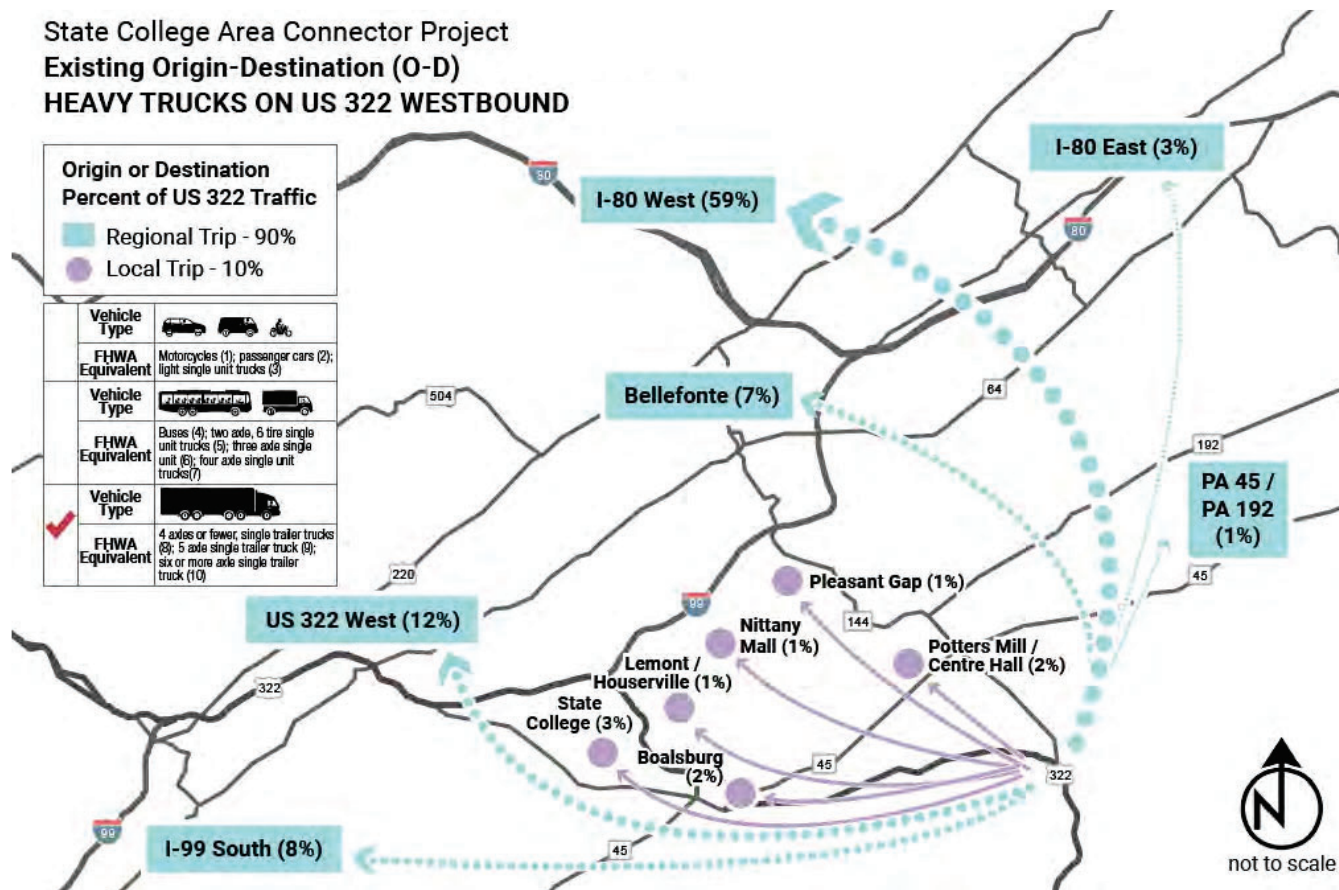 State College Area Connector Project
Existing Origin-Destination (O-D)
HEAVY TRUCKS ON US 322 WESTBOUND
Origin or Destination
Percent of US 322 Traffic
Regional Trip - 90%
Local Trip - 10%
Vehicle
Type
FHWA
Equivalent
Motorcycles (1); passenger cars (2);
light single unit trucks (3)
Vehicle
Type
FHWA
Equivalent
Buses (4); two axle, 6 tire single
unit trucks (5); three axle single
unit (6); four axle single unit
trucks(7)
Vehicle
Type
FHWA
Equivalent
4 axles or fewer, single trailer trucks
(8); 5 axle single trailer truck (9);
six or more axle single trailer
truck (10)
80
I-80 West (59%)
I-80 East (3%)
80
Bellefonte (7%)
504
64
192
PA 45 /
PA 192
(1%)
45
220
US 322 West (12%)
99
Pleasant Gap (1%)
144
Nittany
Mall (1%)
Potters Mill /
Centre Hall (2%)
Lemont /
Houserville (1%)
322
State
College (3%)
Boalsburg
(2%)
45
322
99
I-99 South (8%)
45
N
not to scale